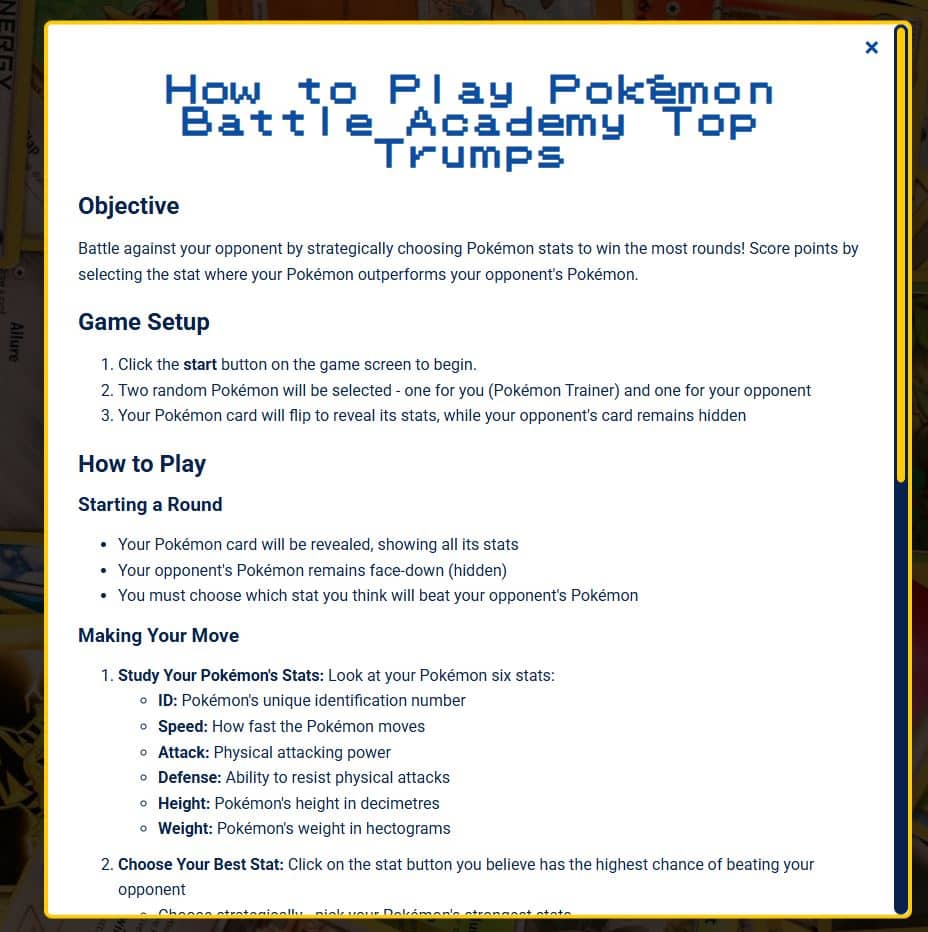 ×
How to Play Pokémon
Battle Academy Top
Trumps
Objective
Battle against your opponent by strategically choosing Pokémon stats to win the most rounds! Score points by
selecting the stat where your Pokémon outperforms your opponent's Pokémon.
Game Setup
1. Click the start button on the game screen to begin.
2. Two random Pokémon will be selected - one for you (Pokémon Trainer) and one for your opponent
3. Your Pokémon card will flip to reveal its stats, while your opponent's card remains hidden
How to Play
Starting a Round
• Your Pokémon card will be revealed, showing all its stats
• Your opponent's Pokémon remains face-down (hidden)
• You must choose which stat you think will beat your opponent's Pokémon
Making Your Move
1. Study Your Pokémon's Stats: Look at your Pokémon six stats:
◦ ID: Pokémon's unique identification number
◦ Speed: How fast the Pokémon moves
◦ Attack: Physical attacking power
◦ Defense: Ability to resist physical attacks
◦ Height: Pokémon's height in decimetres
◦ Weight: Pokémon's weight in hectograms
2. Choose Your Best Stat: Click on the stat button you believe has the highest chance of beating your
opponent
◦ Choose strategically - pick your Pokémon's strongest stats
NERGY
Allure